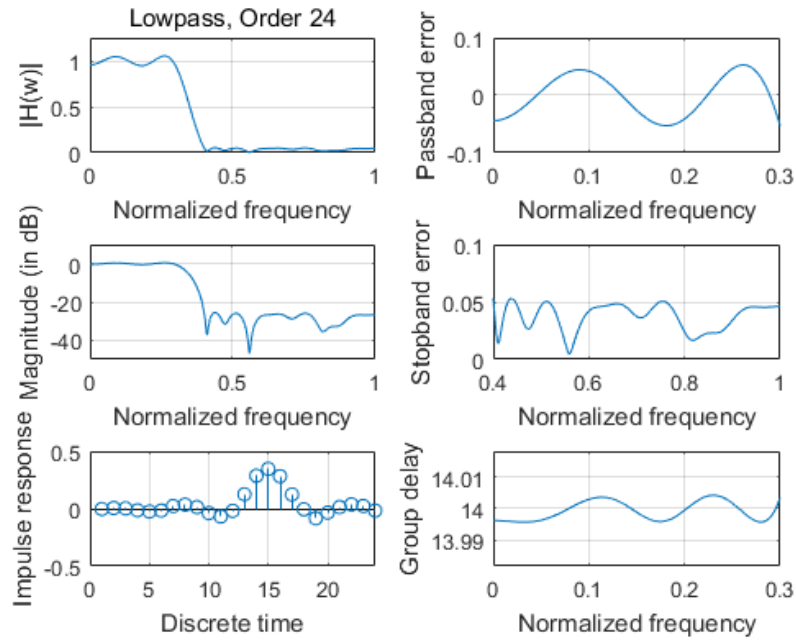 Lowpass, Order 24
|H(w)|
1
0.5
0
0 0.5 1
Normalized frequency
Passband error
0.1
0
-0.1
0 0.1 0.2 0.3
Normalized frequency
Magnitude (in dB)
0
-20
-40
0 0.5 1
Normalized frequency
Stopband error
0.1
0.05
0
0.4 0.6 0.8 1
Normalized frequency
Impulse response
0.5
0
-0.5
0 5 10 15 20
Discrete time
Group delay
14.01
14
13.99
0 0.1 0.2 0.3
Normalized frequency